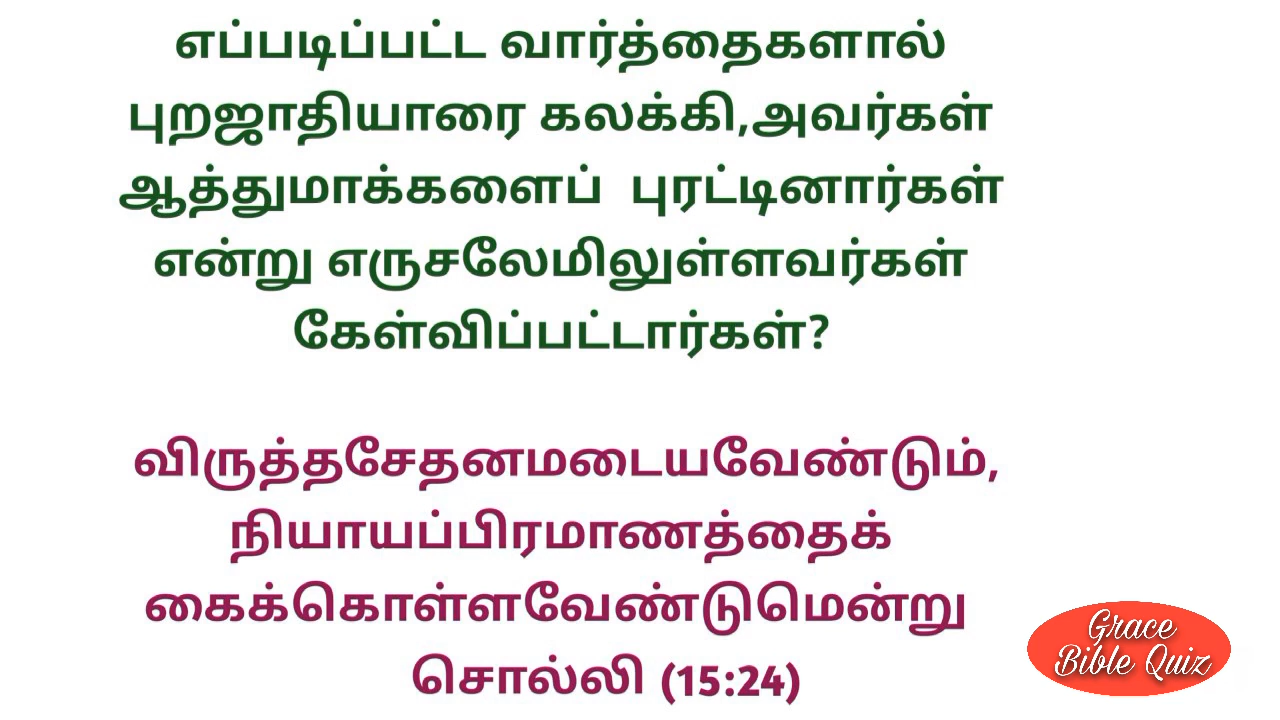 எப்படிப்பட்ட வார்த்தைகளால்
புறஜாதியாரை கலக்கி,அவர்கள்
ஆத்துமாக்களைப் புரட்டினார்கள்
என்று எருசலேமிலுள்ளவர்கள்
கேள்விப்பட்டார்கள்?
விருத்தசேதனமடையவேண்டும்,
நியாயப்பிரமாணத்தைக்
கைக்கொள்ளவேண்டுமென்று
சொல்லி (15:24)
Grace
Bible Quiz